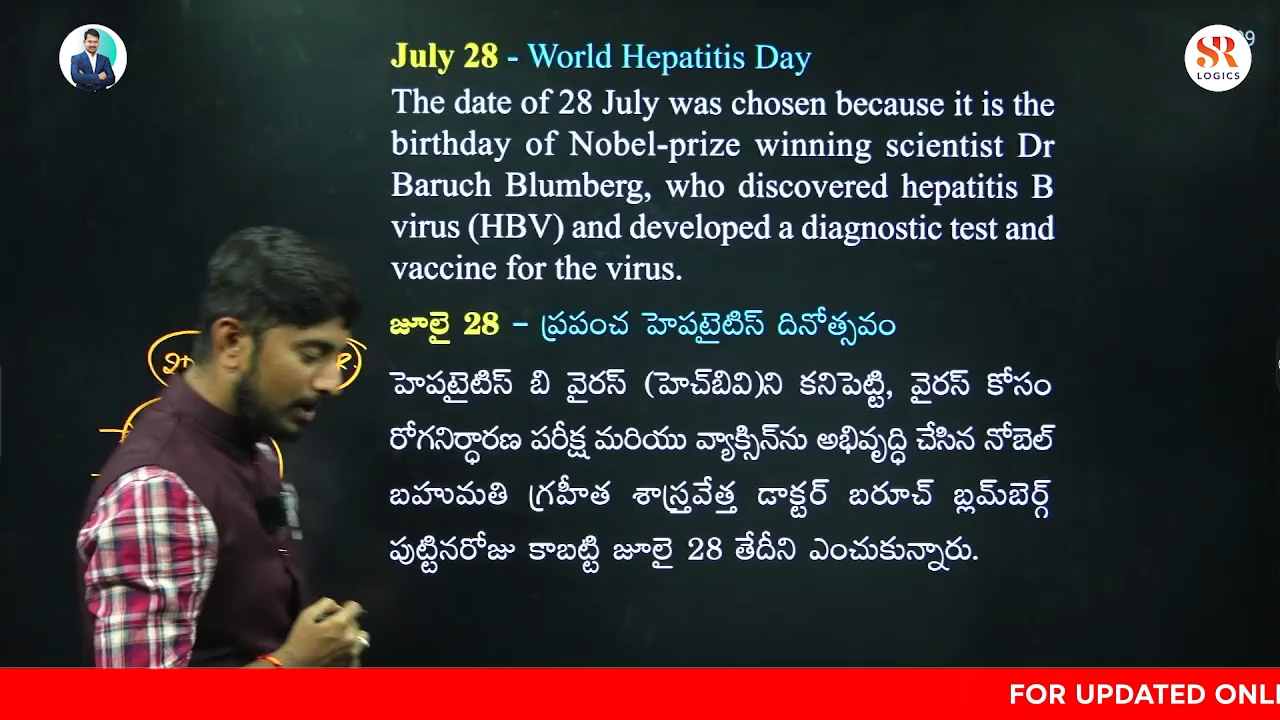 July 28 - World Hepatitis Day
The date of 28 July was chosen because it is the
birthday of Nobel-prize winning scientist Dr
Baruch Blumberg, who discovered hepatitis B
virus (HBV) and developed a diagnostic test and
vaccine for the virus.
జూలై 28 – ప్రపంచ హెపటైటిస్ దినోత్సవం
హెపటైటిస్ బి వైరస్ (హెచ్‌బివి)ని కనిపెట్టి, వైరస్ కోసం
రోగనిర్ధారణ పరీక్ష మరియు వ్యాక్సిన్‌ను అభివృద్ధి చేసిన నోబెల్
బహుమతి గ్రహీత శాస్త్రవేత్త డాక్టర్ బరూచ్ బ్లమ్‌బెర్గ్
పుట్టినరోజు కాబట్టి జూలై 28 తేదీని ఎంచుకున్నారు.
SR
LOGICS
FOR UPDATED ONLI